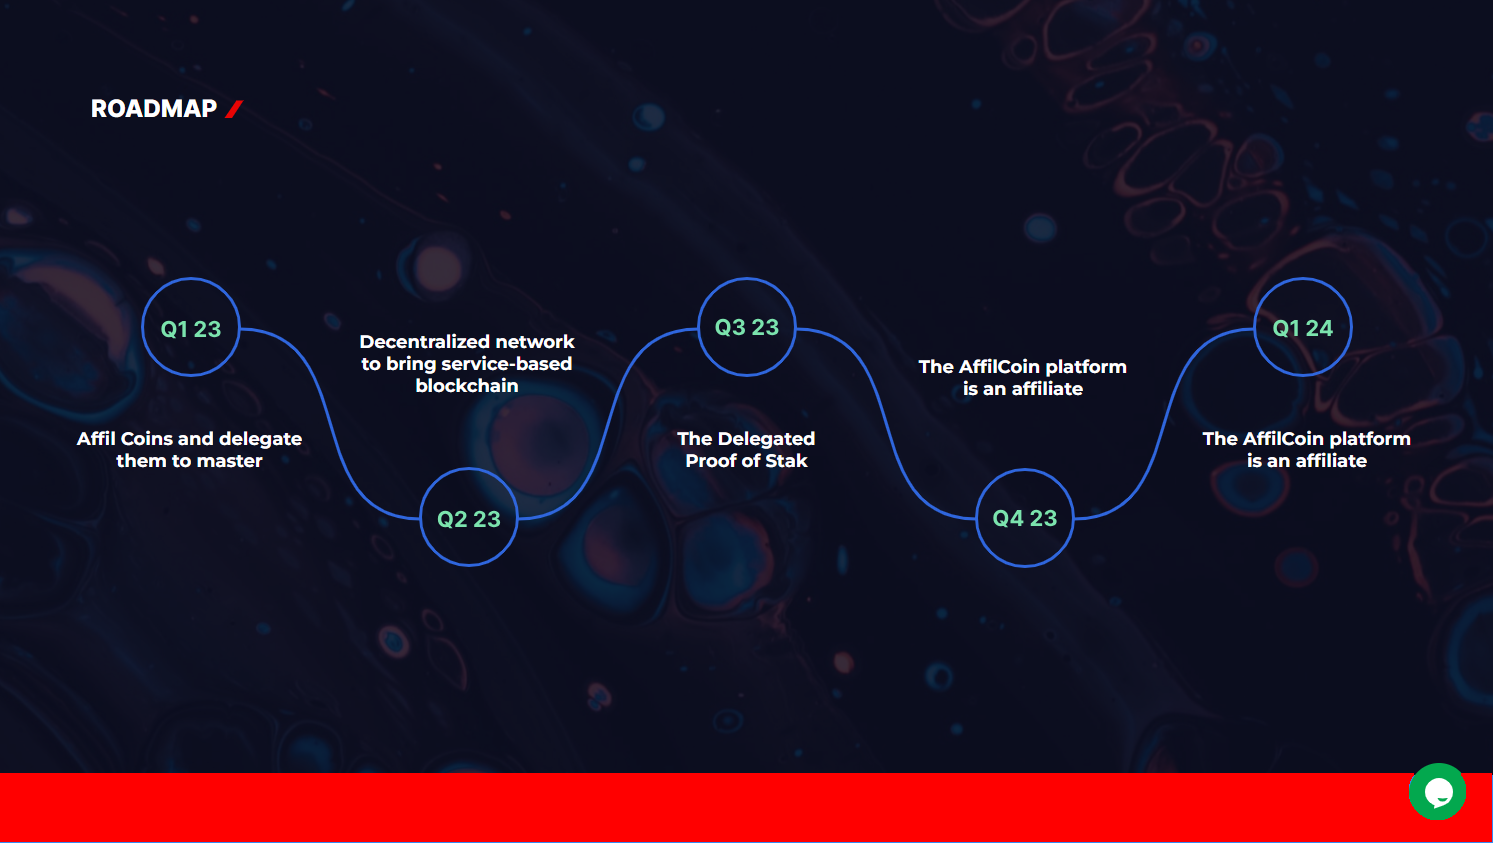 ROADMAP
Q1 23
Affil Coins and delegate
them to master
Decentralized network
to bring service-based
blockchain
Q2 23
Q3 23
The Delegated
Proof of Stak
The AffilCoin platform
is an affiliate
Q4 23
Q1 24
The AffilCoin platform
is an affiliate